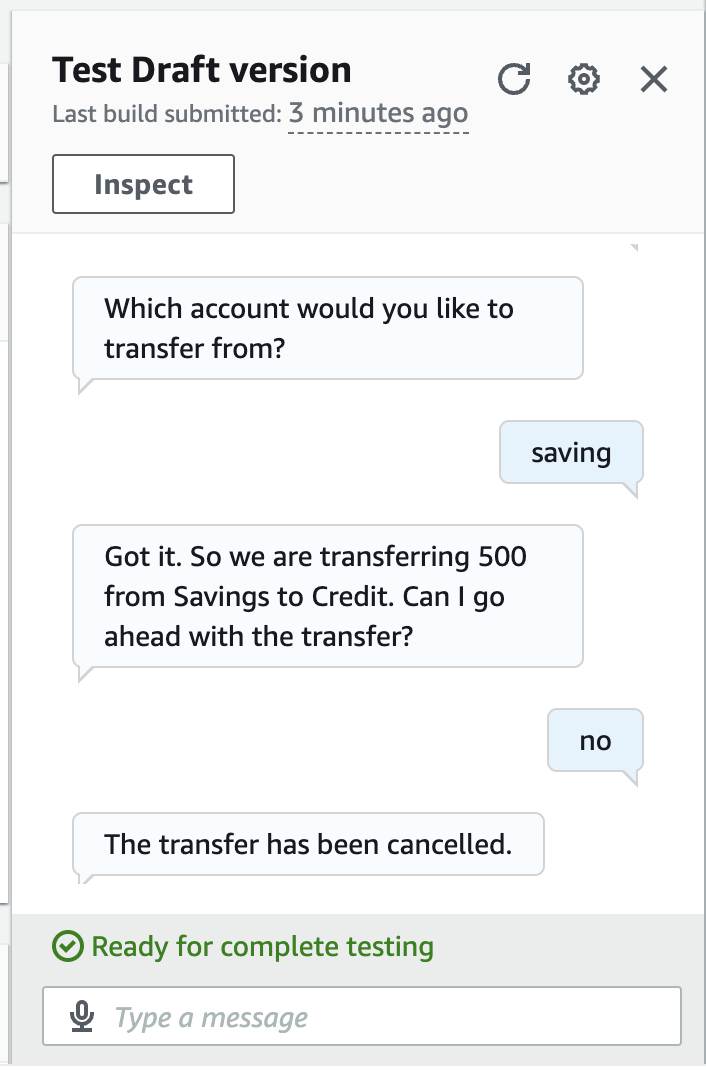 Test Draft version
Last build submitted: 3 minutes ago
Inspect
Which account would you like to
transfer from?
saving
Got it. So we are transferring 500
from Savings to Credit. Can I go
ahead with the transfer?
no
The transfer has been cancelled.
Ready for complete testing
Type a message